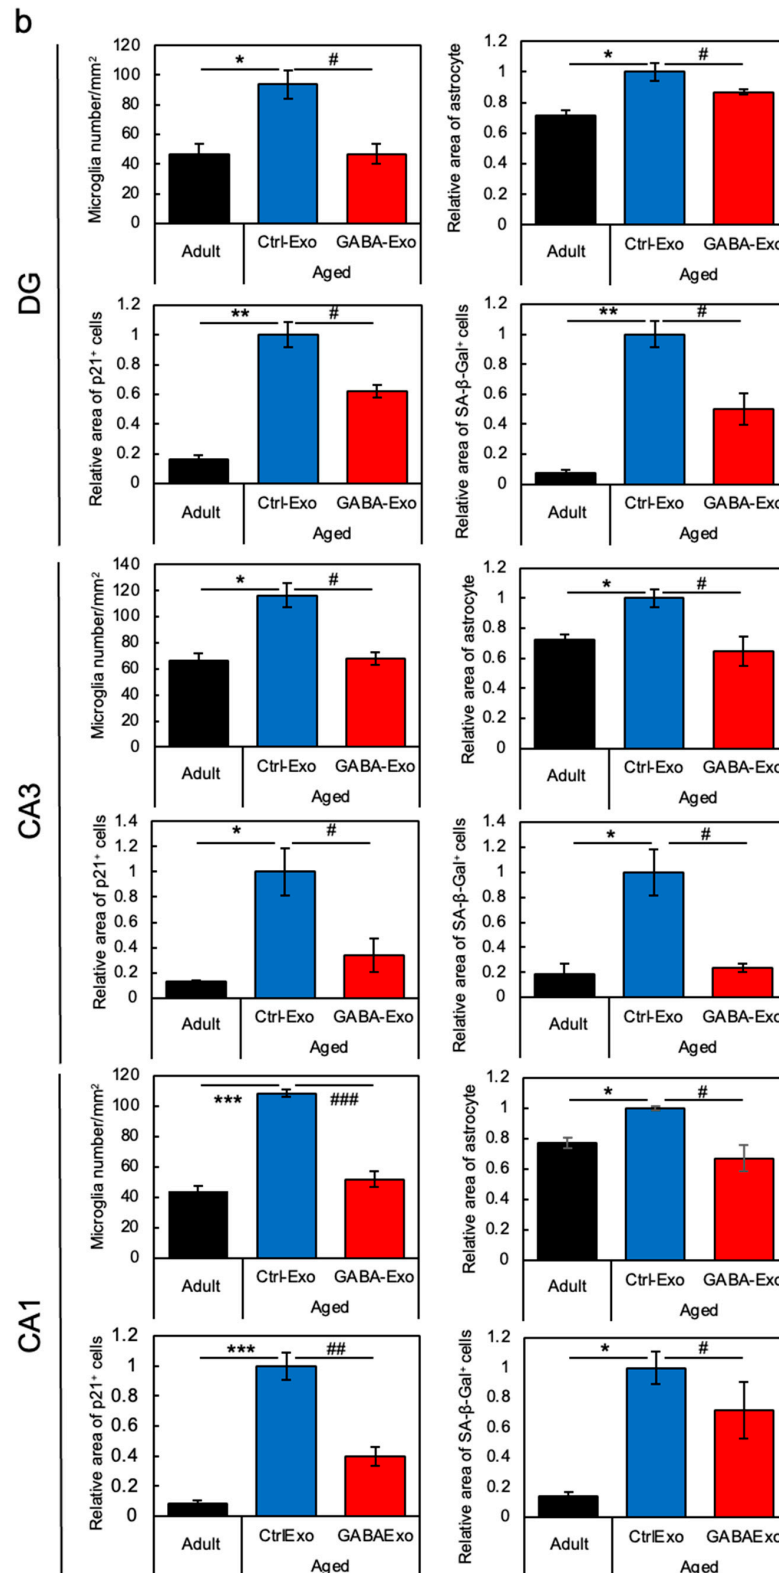 b
DG
120
100
80
60
40
20
0
Microglia number/mm²
*
#
Adult
Ctrl-Exo
GABA-Exo
Aged
1.2
1
0.8
0.6
0.4
0.2
0
Relative area of astrocyte
*
#
Adult
Ctrl-Exo
GABA-Exo
Aged
1.2
1
0.8
0.6
0.4
0.2
0
Relative area of p21⁺ cells
**
#
Adult
Ctrl-Exo
GABA-Exo
Aged
1.2
1
0.8
0.6
0.4
0.2
0
Relative area of SA-β-Gal⁺ cells
**
#
Adult
Ctrl-Exo
GABA-Exo
Aged
CA3
140
120
100
80
60
40
20
0
Microglia number/mm²
*
#
Adult
Ctrl-Exo
GABA-Exo
Aged
1.2
1
0.8
0.6
0.4
0.2
0
Relative area of astrocyte
*
#
Adult
Ctrl-Exo
GABA-Exo
Aged
1.4
1.2
1
0.8
0.6
0.4
0.2
0
Relative area of p21⁺ cells
*
#
Adult
Ctrl-Exo
GABA-Exo
Aged
1.4
1.2
1
0.8
0.6
0.4
0.2
0
Relative area of SA-β-Gal⁺ cells
*
#
Adult
Ctrl-Exo
GABA-Exo
Aged
CA1
120
100
80
60
40
20
0
Microglia number/mm²
***
###
Adult
Ctrl-Exo
GABA-Exo
Aged
1.2
1
0.8
0.6
0.4
0.2
0
Relative area of astrocyte
*
#
Adult
Ctrl-Exo
GABA-Exo
Aged
1.2
1
0.8
0.6
0.4
0.2
0
Relative area of p21⁺ cells
***
##
Adult
CtrlExo
GABAExo
Aged
1.2
1
0.8
0.6
0.4
0.2
0
Relative area of SA-β-Gal⁺ cells
*
#
Adult
CtrlExo
GABAExo
Aged